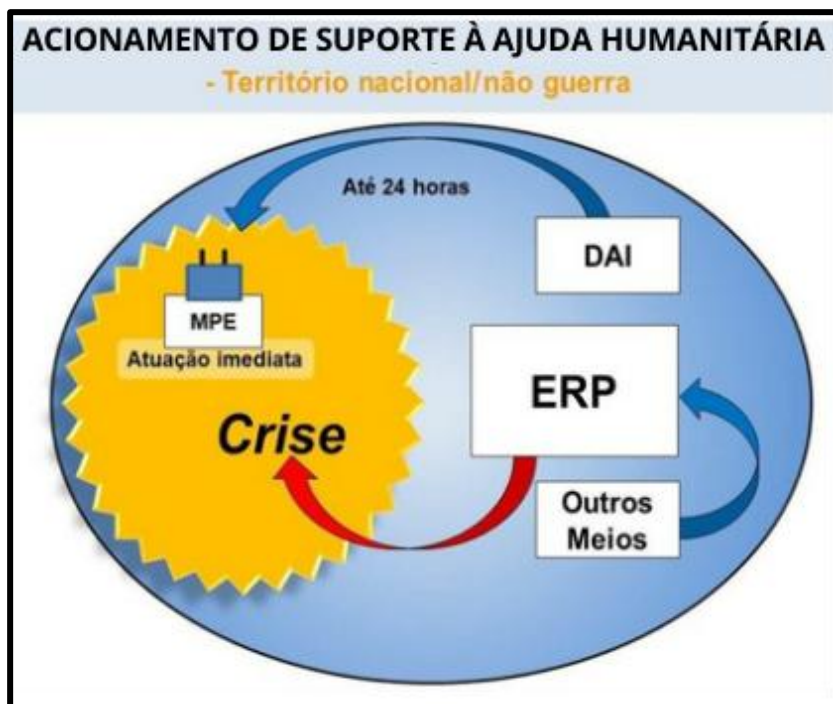 ACIONAMENTO DE SUPORTE À AJUDA HUMANITÁRIA
- Território nacional/não guerra
Até 24 horas
DAI
MPE
Atuação imediata
ERP
Crise
Outros
Meios